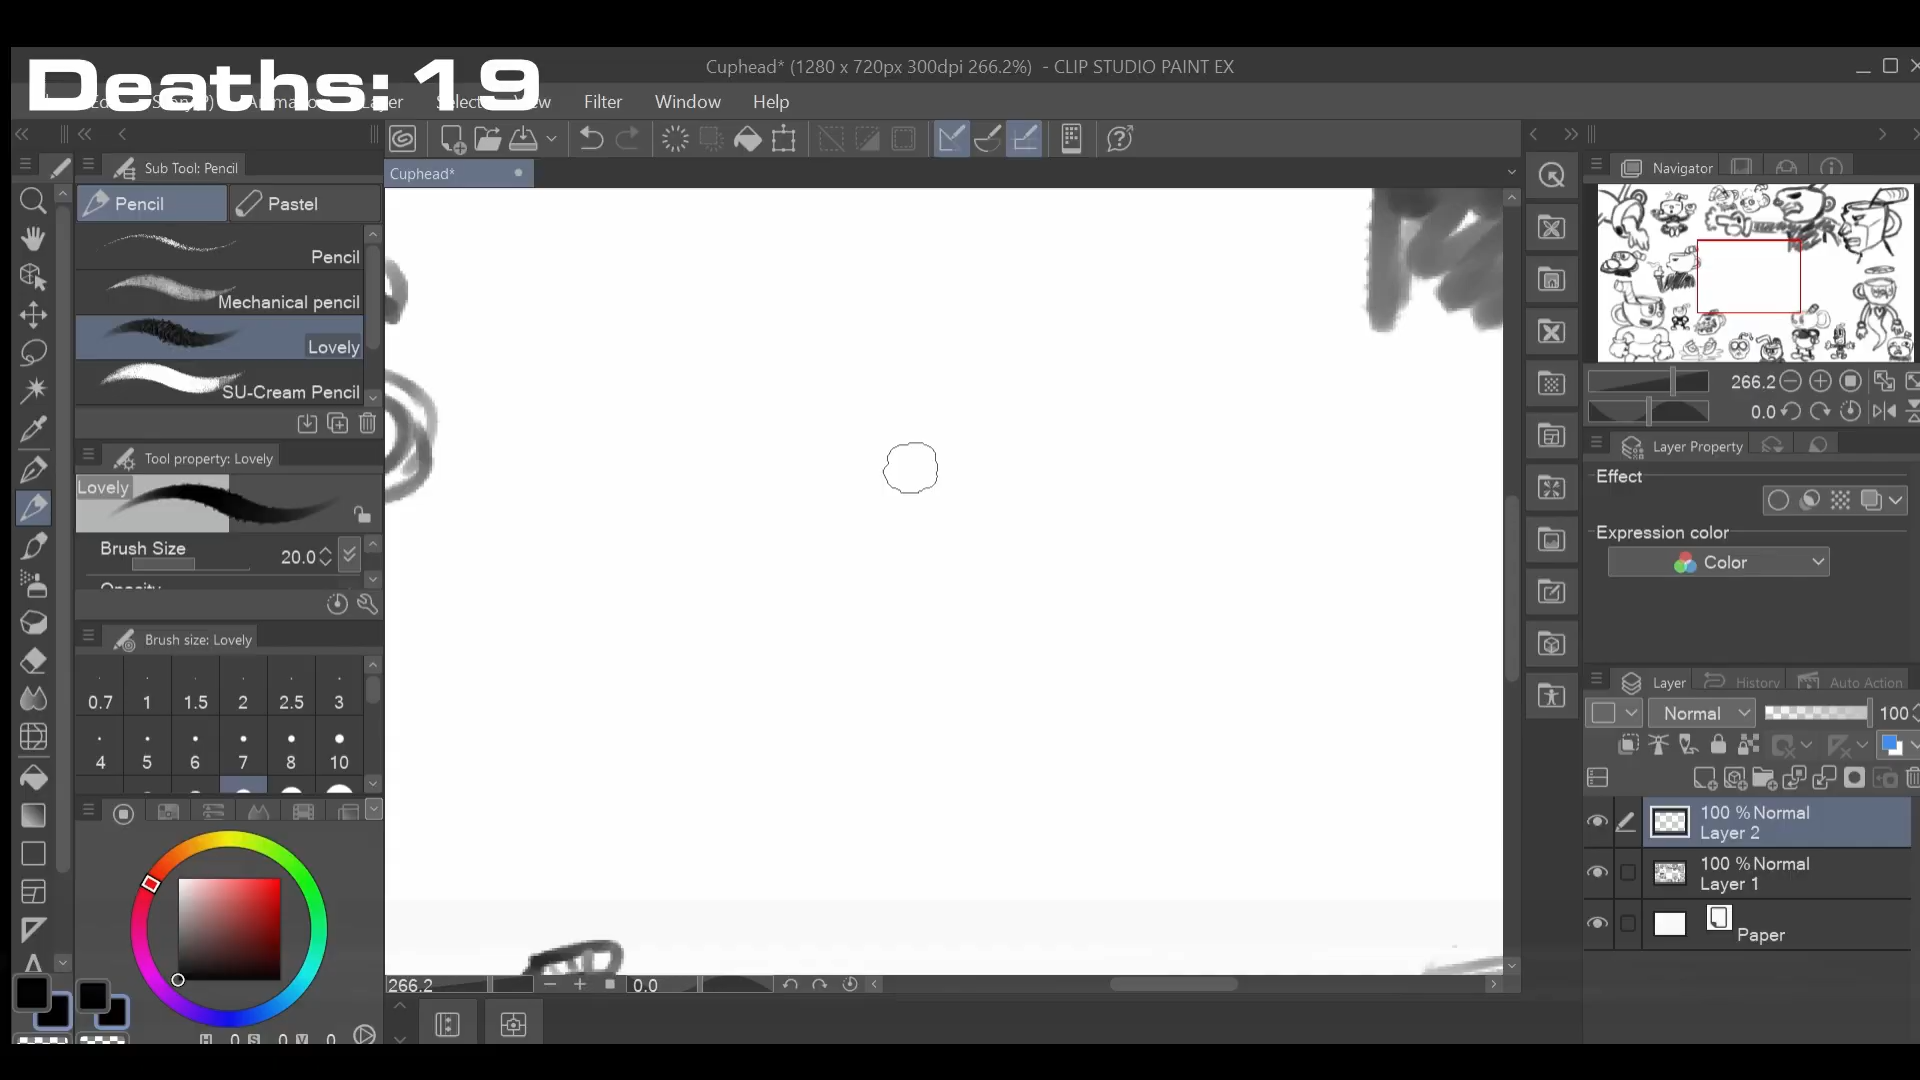 Deaths: 19
Cuphead* (1280 x 720px 300dpi 266.2%) - CLIP STUDIO PAINT EX
Filter Window Help
Sub Tool: Pencil
Cuphead*
Navigator
Pencil
Pastel
Pencil
Mechanical pencil
Lovely
SU-Cream Pencil
266.2
0.0
Tool property: Lovely
Layer Property
Lovely
Effect
Expression color
Brush Size
20.0
Color
Opacity
Brush size: Lovely
Layer
History
Auto Action
0.7 1 1.5 2 2.5 3
Normal
100
4 5 6 7 8 10
100 % Normal
Layer 2
100 % Normal
Layer 1
Paper
266.2
0.0
H 0 S 0 V 0